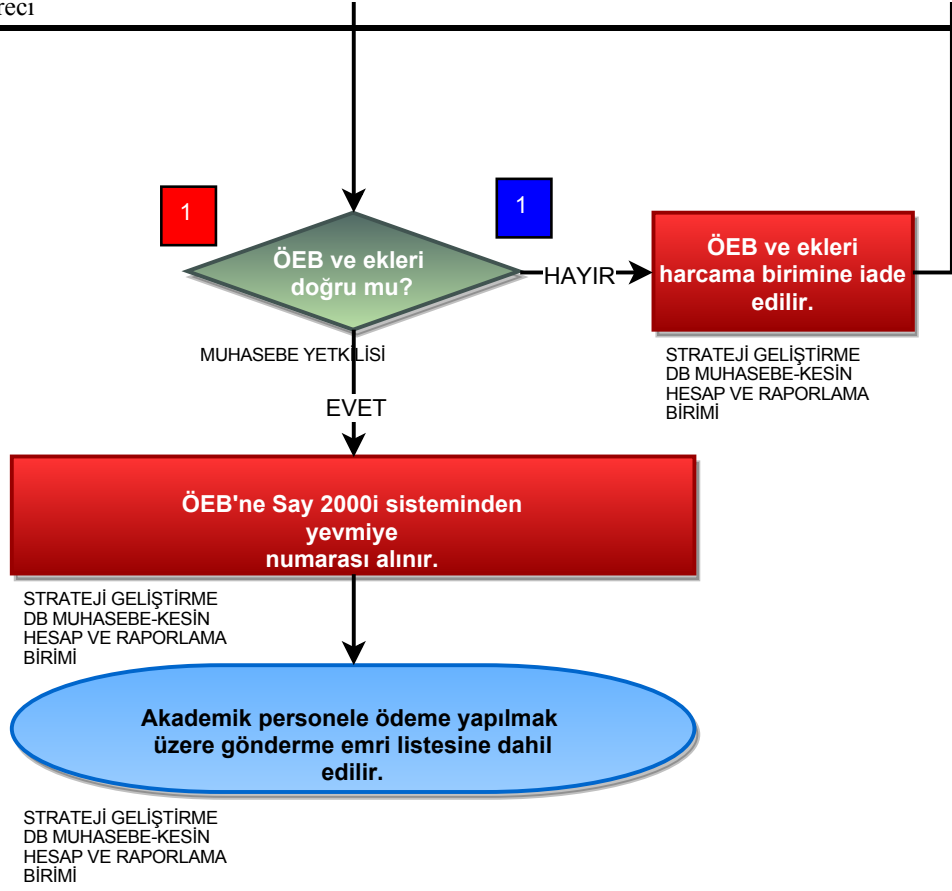 reci
1
1
ÖEB ve ekleri
doğru mu?
HAYIR
ÖEB ve ekleri
harcama birimine iade
edilir.
MUHASEBE YETKİLİSİ
STRATEJİ GELİŞTİRME
DB MUHASEBE-KESİN
HESAP VE RAPORLAMA
BİRİMİ
EVET
ÖEB'ne Say 2000i sisteminden
yevmiye
numarası alınır.
STRATEJİ GELİŞTİRME
DB MUHASEBE-KESİN
HESAP VE RAPORLAMA
BİRİMİ
Akademik personele ödeme yapılmak
üzere gönderme emri listesine dahil
edilir.
STRATEJİ GELİŞTİRME
DB MUHASEBE-KESİN
HESAP VE RAPORLAMA
BİRİMİ